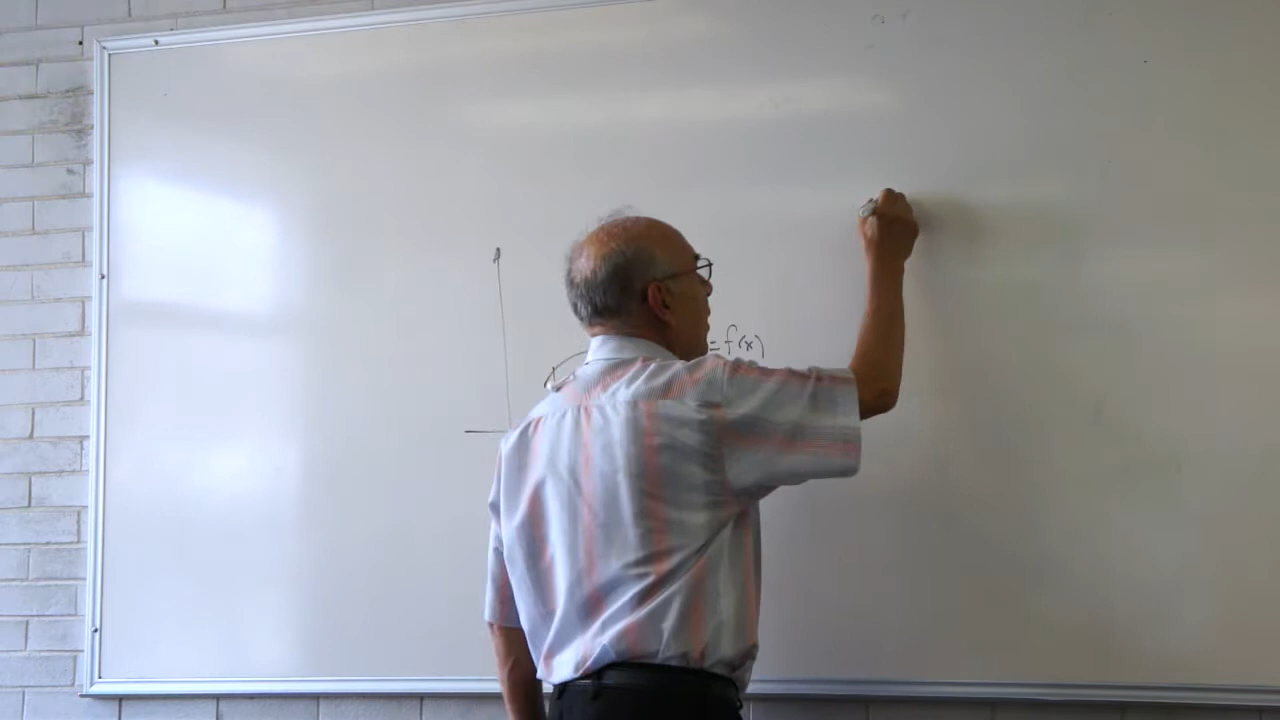 = f(x)